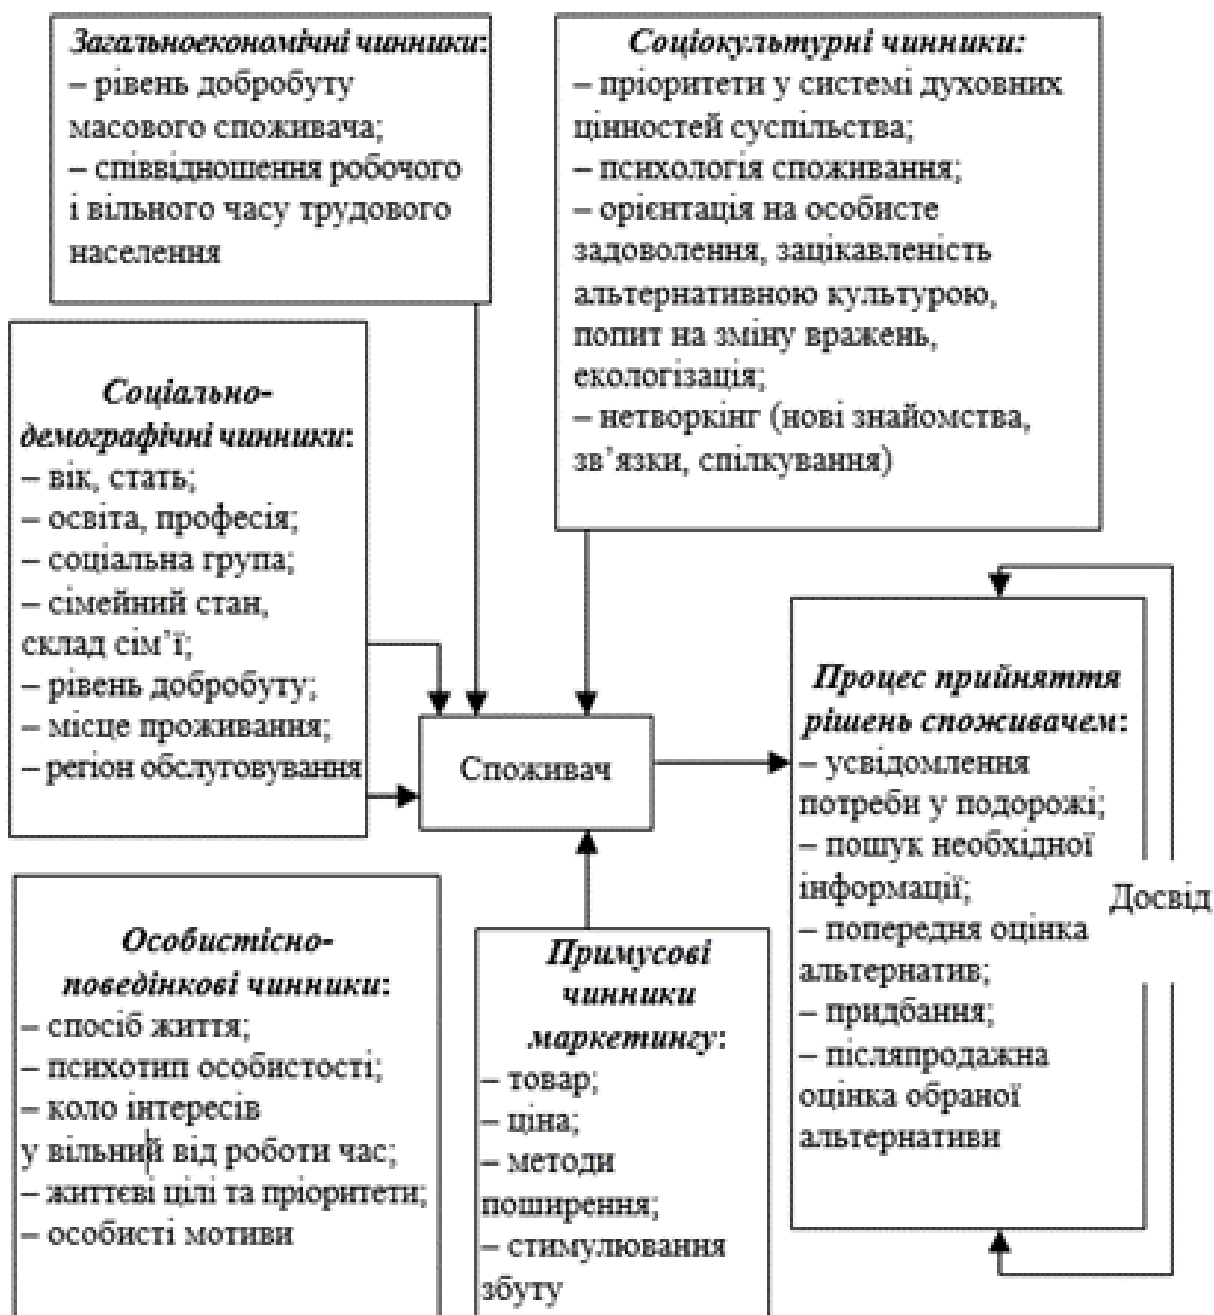 Загальноекономічні чинники:
– рівень добробуту
масового споживача;
– співвідношення робочого
і вільного часу трудового
населення
Соціокультурні чинники:
– пріоритети у системі духовних
цінностей суспільства;
– психологія споживання;
– орієнтація на особисте
задоволення, зацікавленість
альтернативною культурою,
попит на зміну вражень,
екологізація;
– нетворкінг (нові знайомства,
зв’язки, спілкування)
Соціально-
демографічні чинники:
– вік, стать;
– освіта, професія;
– соціальна група;
– сімейний стан,
склад сім’ї;
– рівень добробуту;
– місце проживання;
– регіон обслуговування
Споживач
Процес прийняття
рішень споживачем:
– усвідомлення
потреби у подорожі;
– пошук необхідної
інформації;
– попередня оцінка
альтернатив;
– придбання;
– післяпродажна
оцінка обраної
альтернативи
Досвід
Особистісно-
поведінкові чинники:
– спосіб життя;
– психотип особистості;
– коло інтересів
у вільний від роботи час;
– життєві цілі та пріоритети;
– особисті мотиви
Примусові
чинники
маркетингу:
– товар;
– ціна;
– методи
поширення;
– стимулювання
збуту